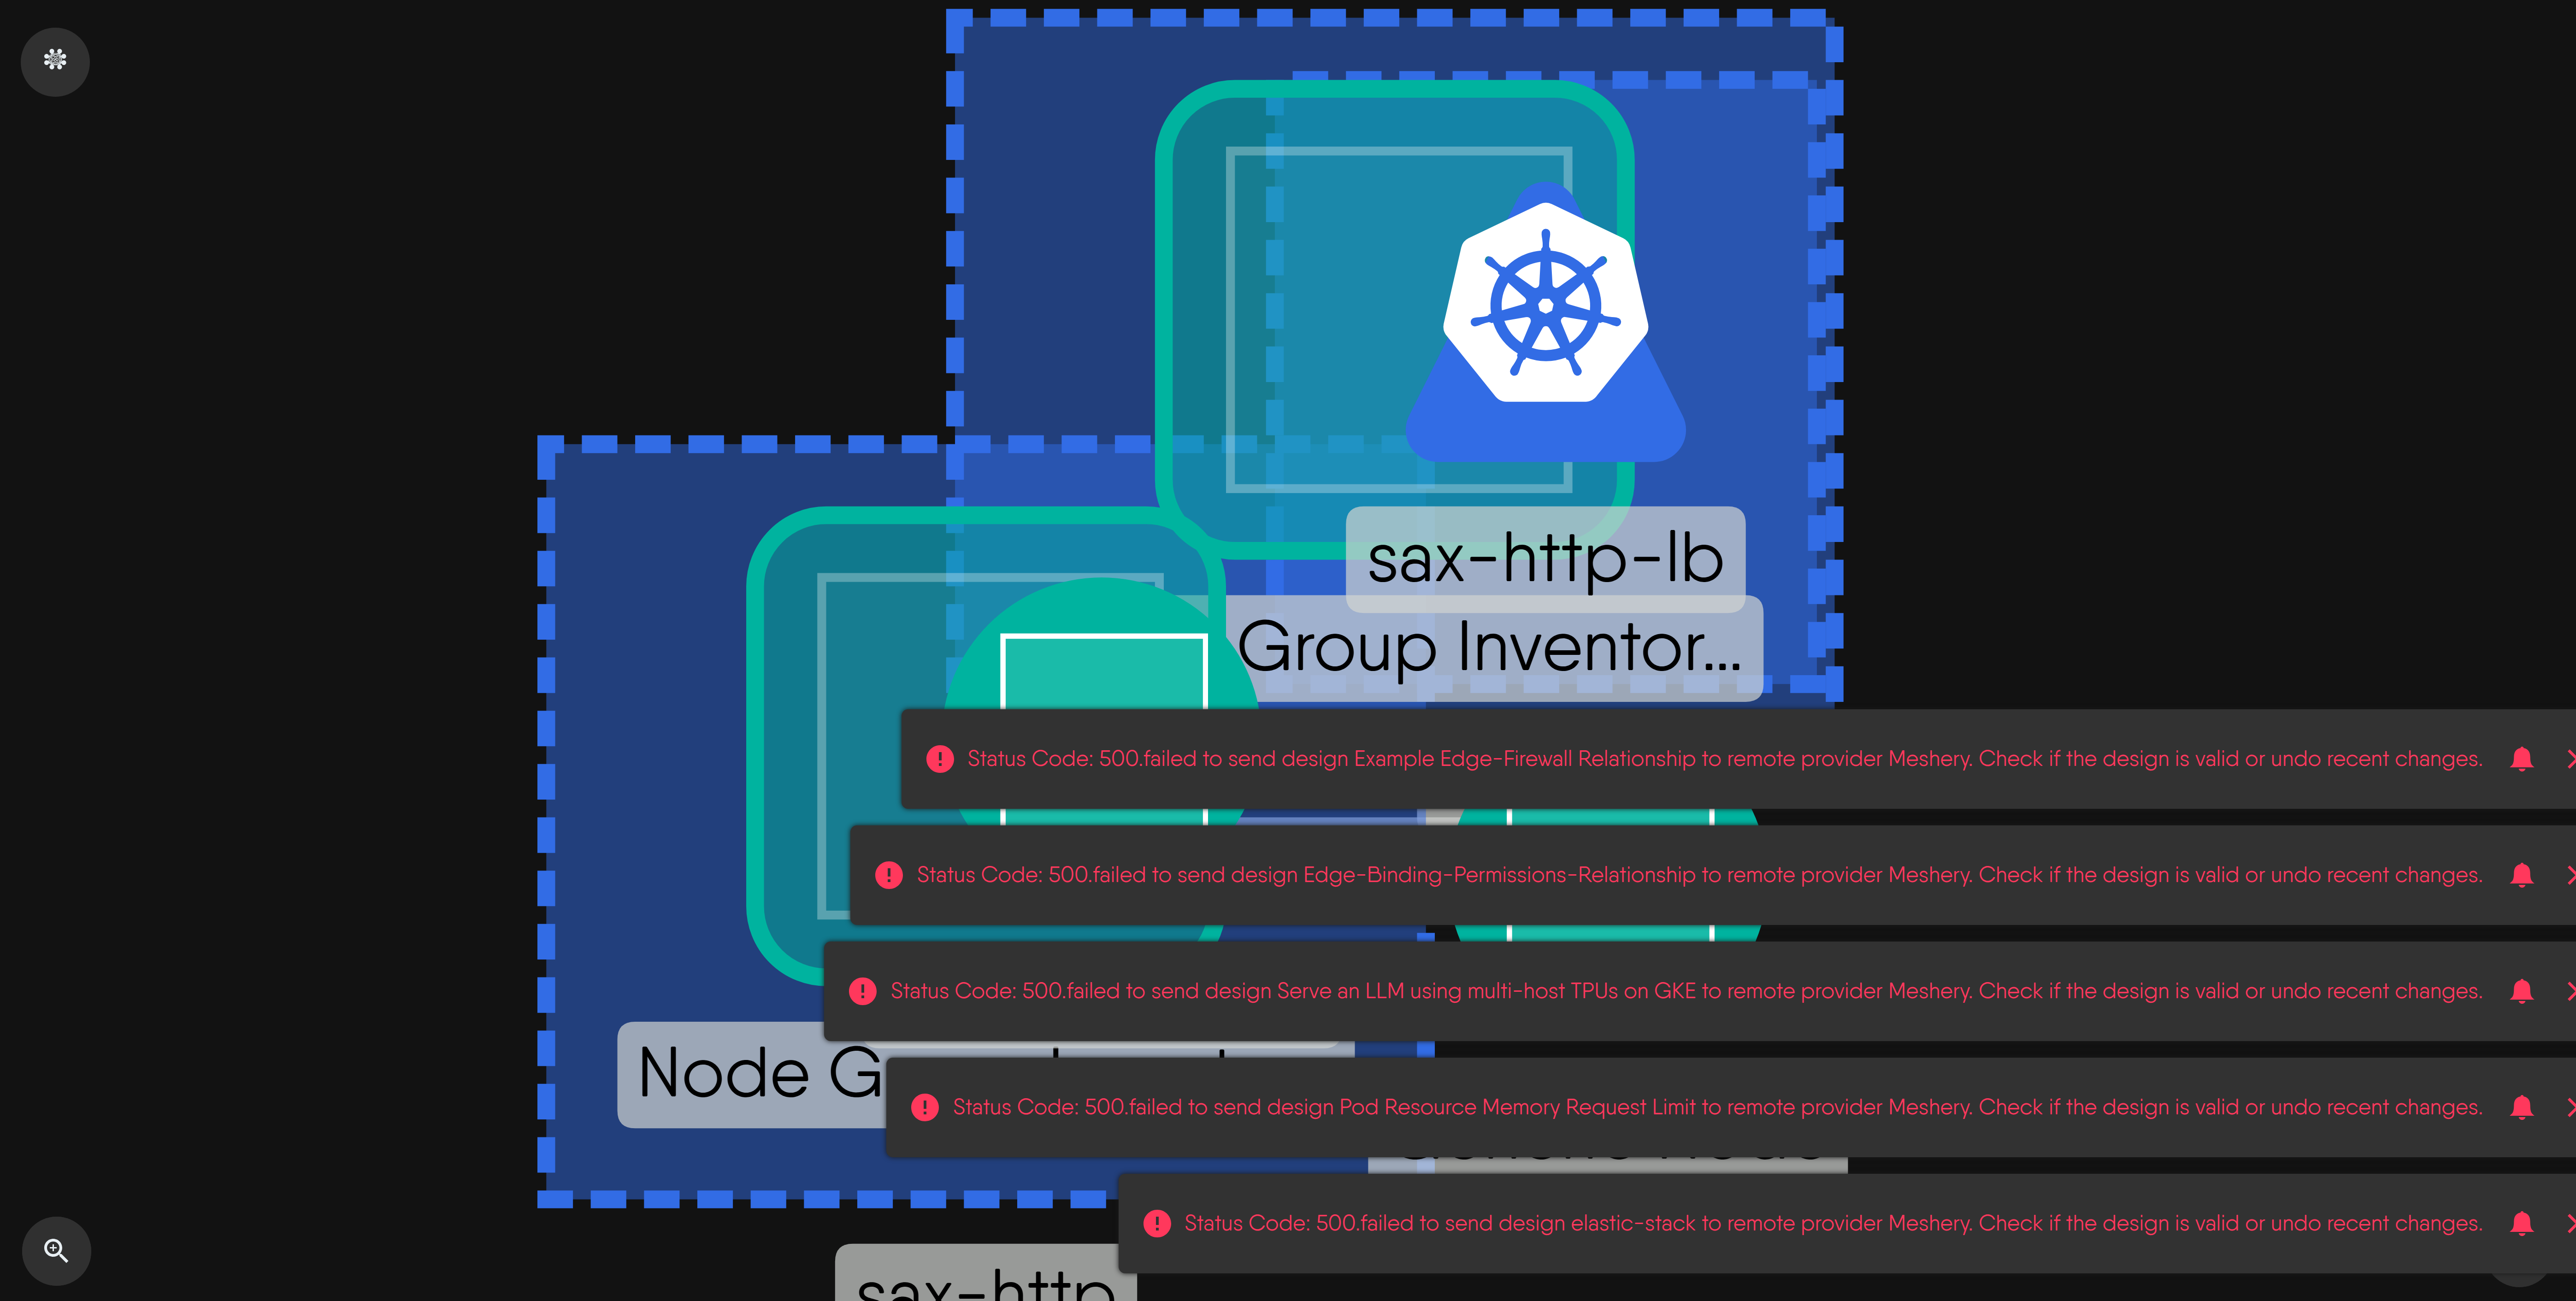 sax-http-lb
Group Inventor...
Status Code: 500.failed to send design Example Edge-Firewall Relationship to remote provider Meshery. Check if the design is valid or undo recent changes.
Status Code: 500.failed to send design Edge-Binding-Permissions-Relationship to remote provider Meshery. Check if the design is valid or undo recent changes.
Status Code: 500.failed to send design Serve an LLM using multi-host TPUs on GKE to remote provider Meshery. Check if the design is valid or undo recent changes.
Node G
Status Code: 500.failed to send design Pod Resource Memory Request Limit to remote provider Meshery. Check if the design is valid or undo recent changes.
Status Code: 500.failed to send design elastic-stack to remote provider Meshery. Check if the design is valid or undo recent changes.
sax-http